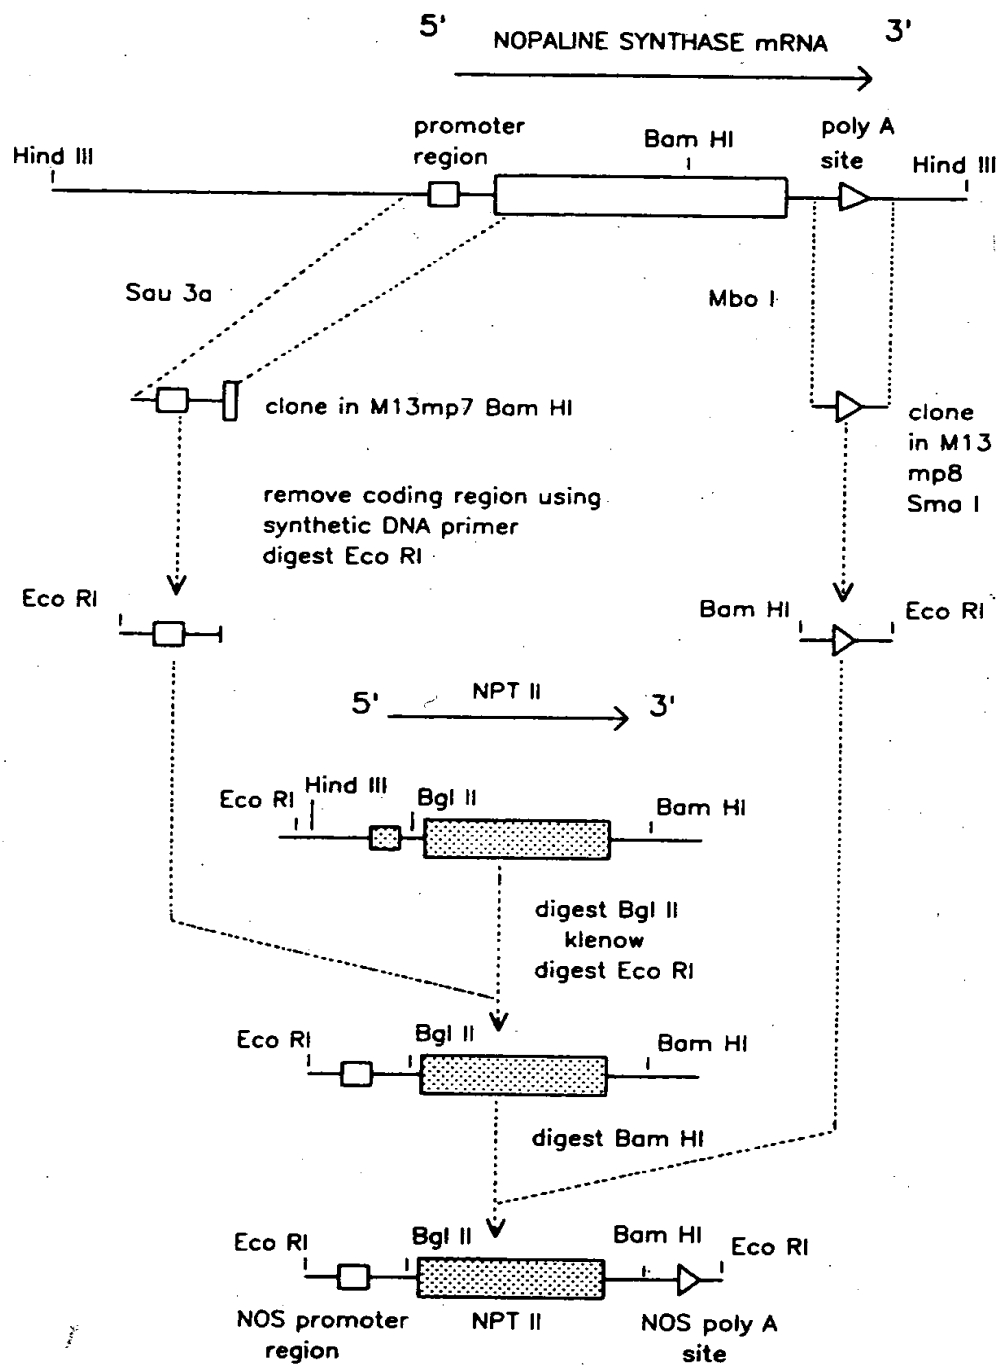 5' 3'
NOPALINE SYNTHASE mRNA
promoter
region
Bam HI
poly A
site
Hind III
Hind III
Sau 3a
Mbo I
clone in M13mp7 Bam HI
clone
in M13
mp8
Sma I
remove coding region using
synthetic DNA primer
digest Eco RI
Eco RI
Bam HI
Eco RI
5' NPT II 3'
Eco RI
Hind III
Bgl II
Bam HI
digest Bgl II
klenow
digest Eco RI
Eco RI
Bgl II
Bam HI
digest Bam HI
Eco RI
Bgl II
Bam HI
Eco RI
NOS promoter
region
NPT II
NOS poly A
site